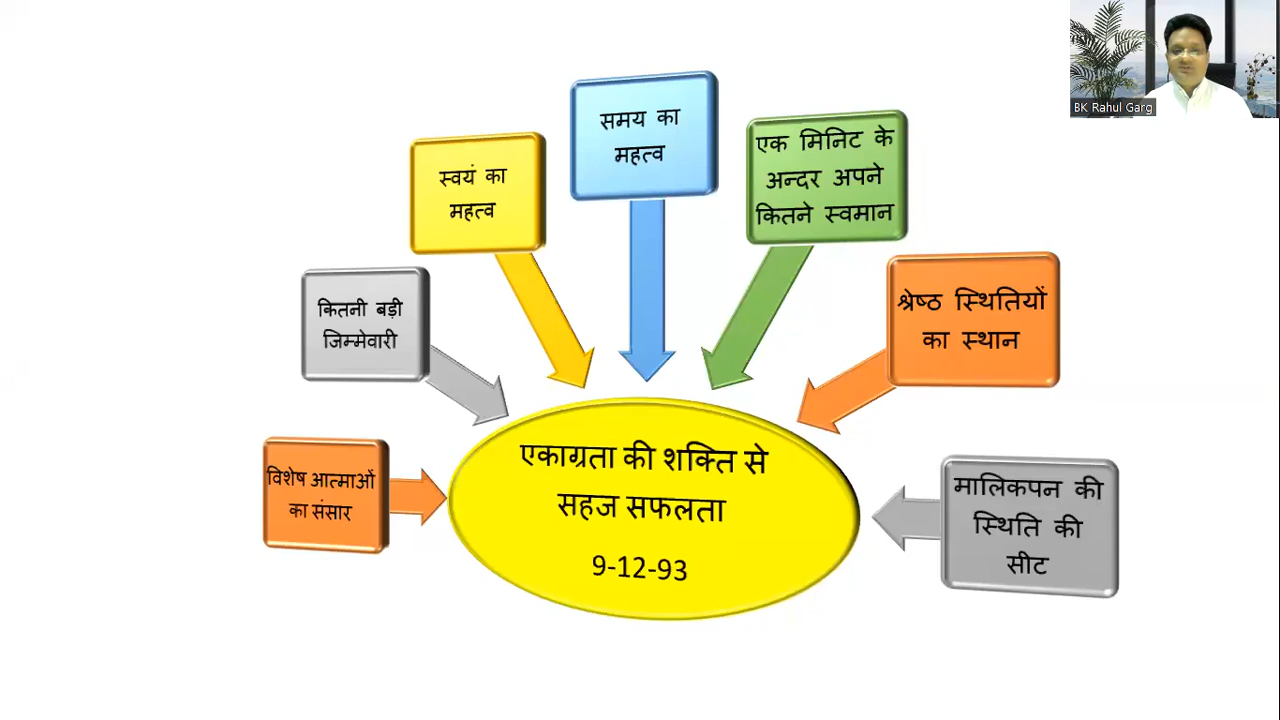 BK Rahul Garg
समय का
महत्व
एक मिनिट के
अन्दर अपने
कितने स्वमान
स्वयं का
महत्व
श्रेष्ठ स्थितियों
का स्थान
कितनी बड़ी
जिम्मेवारी
विशेष आत्माओं
का संसार
एकाग्रता की शक्ति से
सहज सफलता
9-12-93
मालिकपन की
स्थिति की
सीट